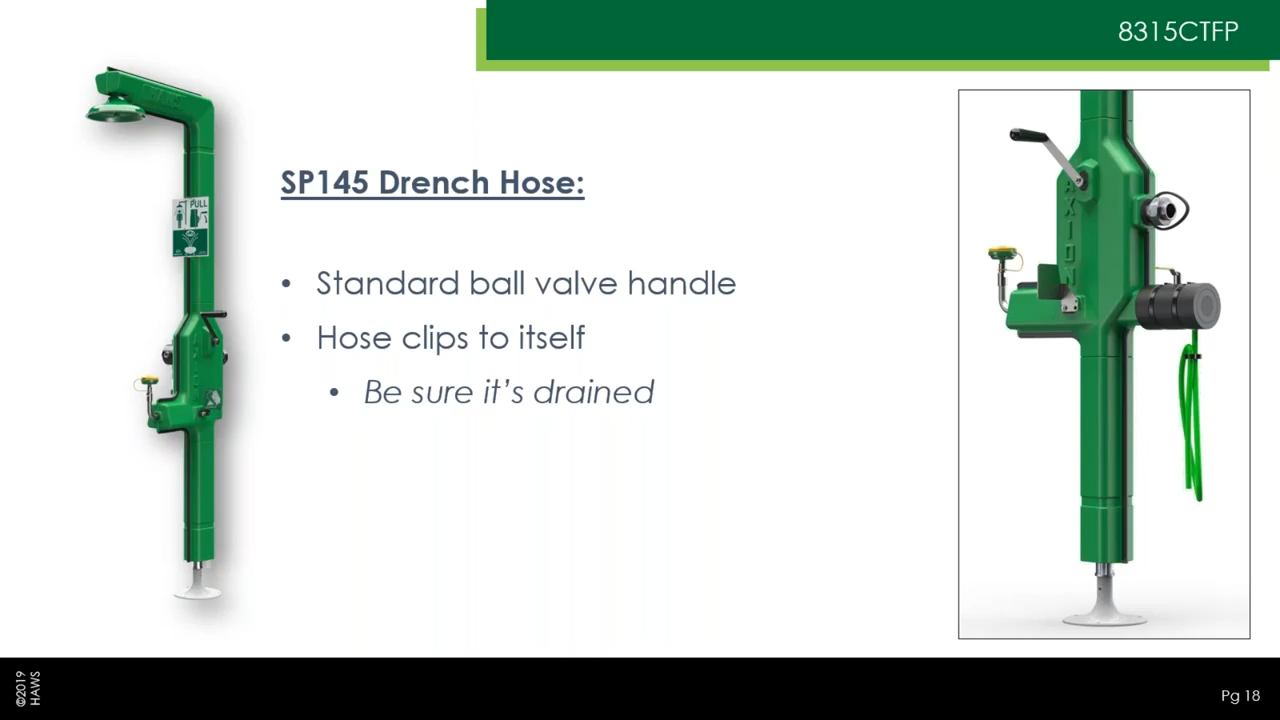 8315CTFP
PULL
SP145 Drench Hose:
• Standard ball valve handle
• Hose clips to itself
• Be sure it's drained
AXION
©2019
HAWS
Pg 18